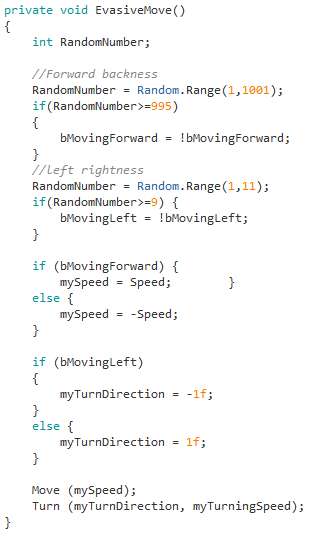 private void EvasiveMove()
{
    int RandomNumber;

    //Forward backness
    RandomNumber = Random.Range(1,1001);
    if(RandomNumber>=995)
    {
        bMovingForward = !bMovingForward;
    }
    //left rightness
    RandomNumber = Random.Range(1,11);
    if(RandomNumber>=9) {
        bMovingLeft = !bMovingLeft;
    }

    if (bMovingForward) {
        mySpeed = Speed;        }
    else {
        mySpeed = -Speed;
    }

    if (bMovingLeft)
    {
        myTurnDirection = -1f;
    }
    else {
        myTurnDirection = 1f;
    }

    Move (mySpeed);
    Turn (myTurnDirection, myTurningSpeed);
}